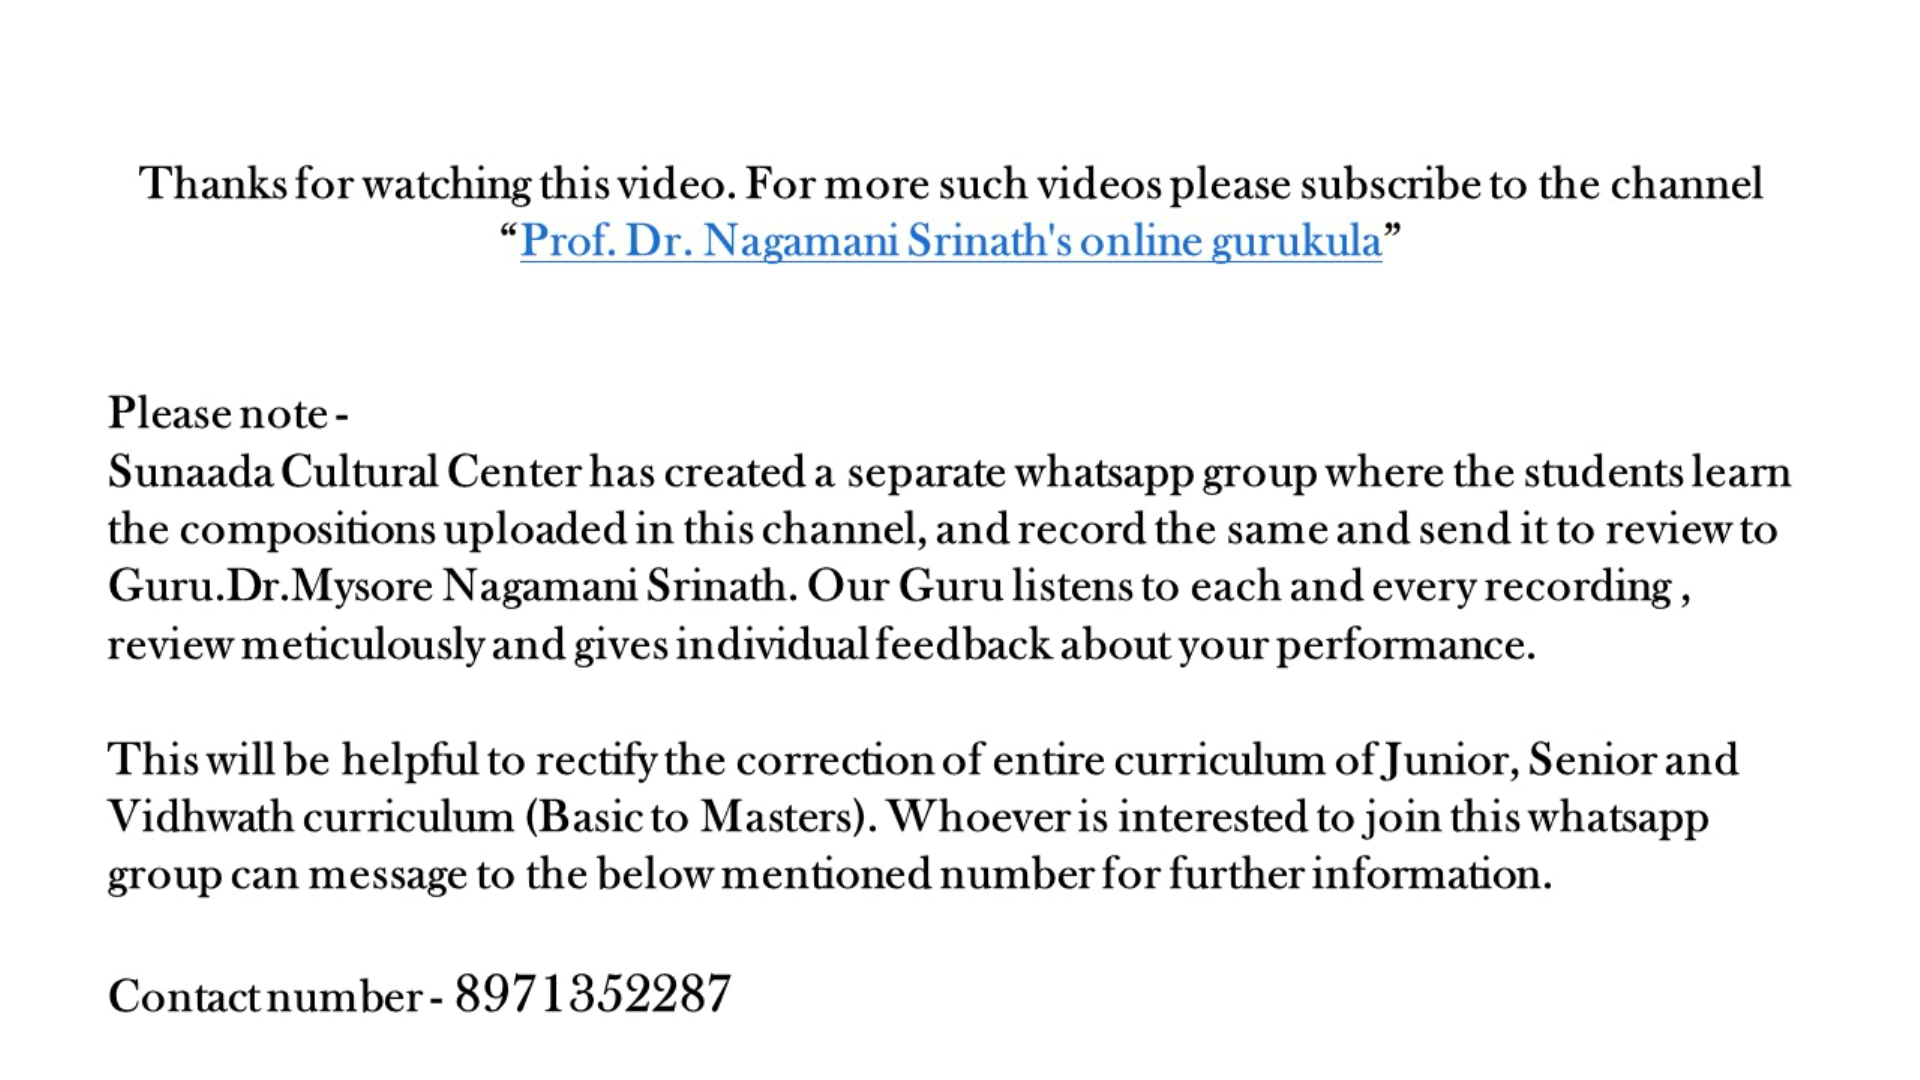 Thanks for watching this video. For more such videos please subscribe to the channel
“Prof. Dr. Nagamani Srinath's online gurukula”
Please note -
Sunaada Cultural Center has created a separate whatsapp group where the students learn
the compositions uploaded in this channel, and record the same and send it to review to
Guru.Dr.Mysore Nagamani Srinath. Our Guru listens to each and every recording ,
review meticulously and gives individual feedback about your performance.
This will be helpful to rectify the correction of entire curriculum of Junior, Senior and
Vidhwath curriculum (Basic to Masters). Whoever is interested to join this whatsapp
group can message to the below mentioned number for further information.
Contact number - 8971352287